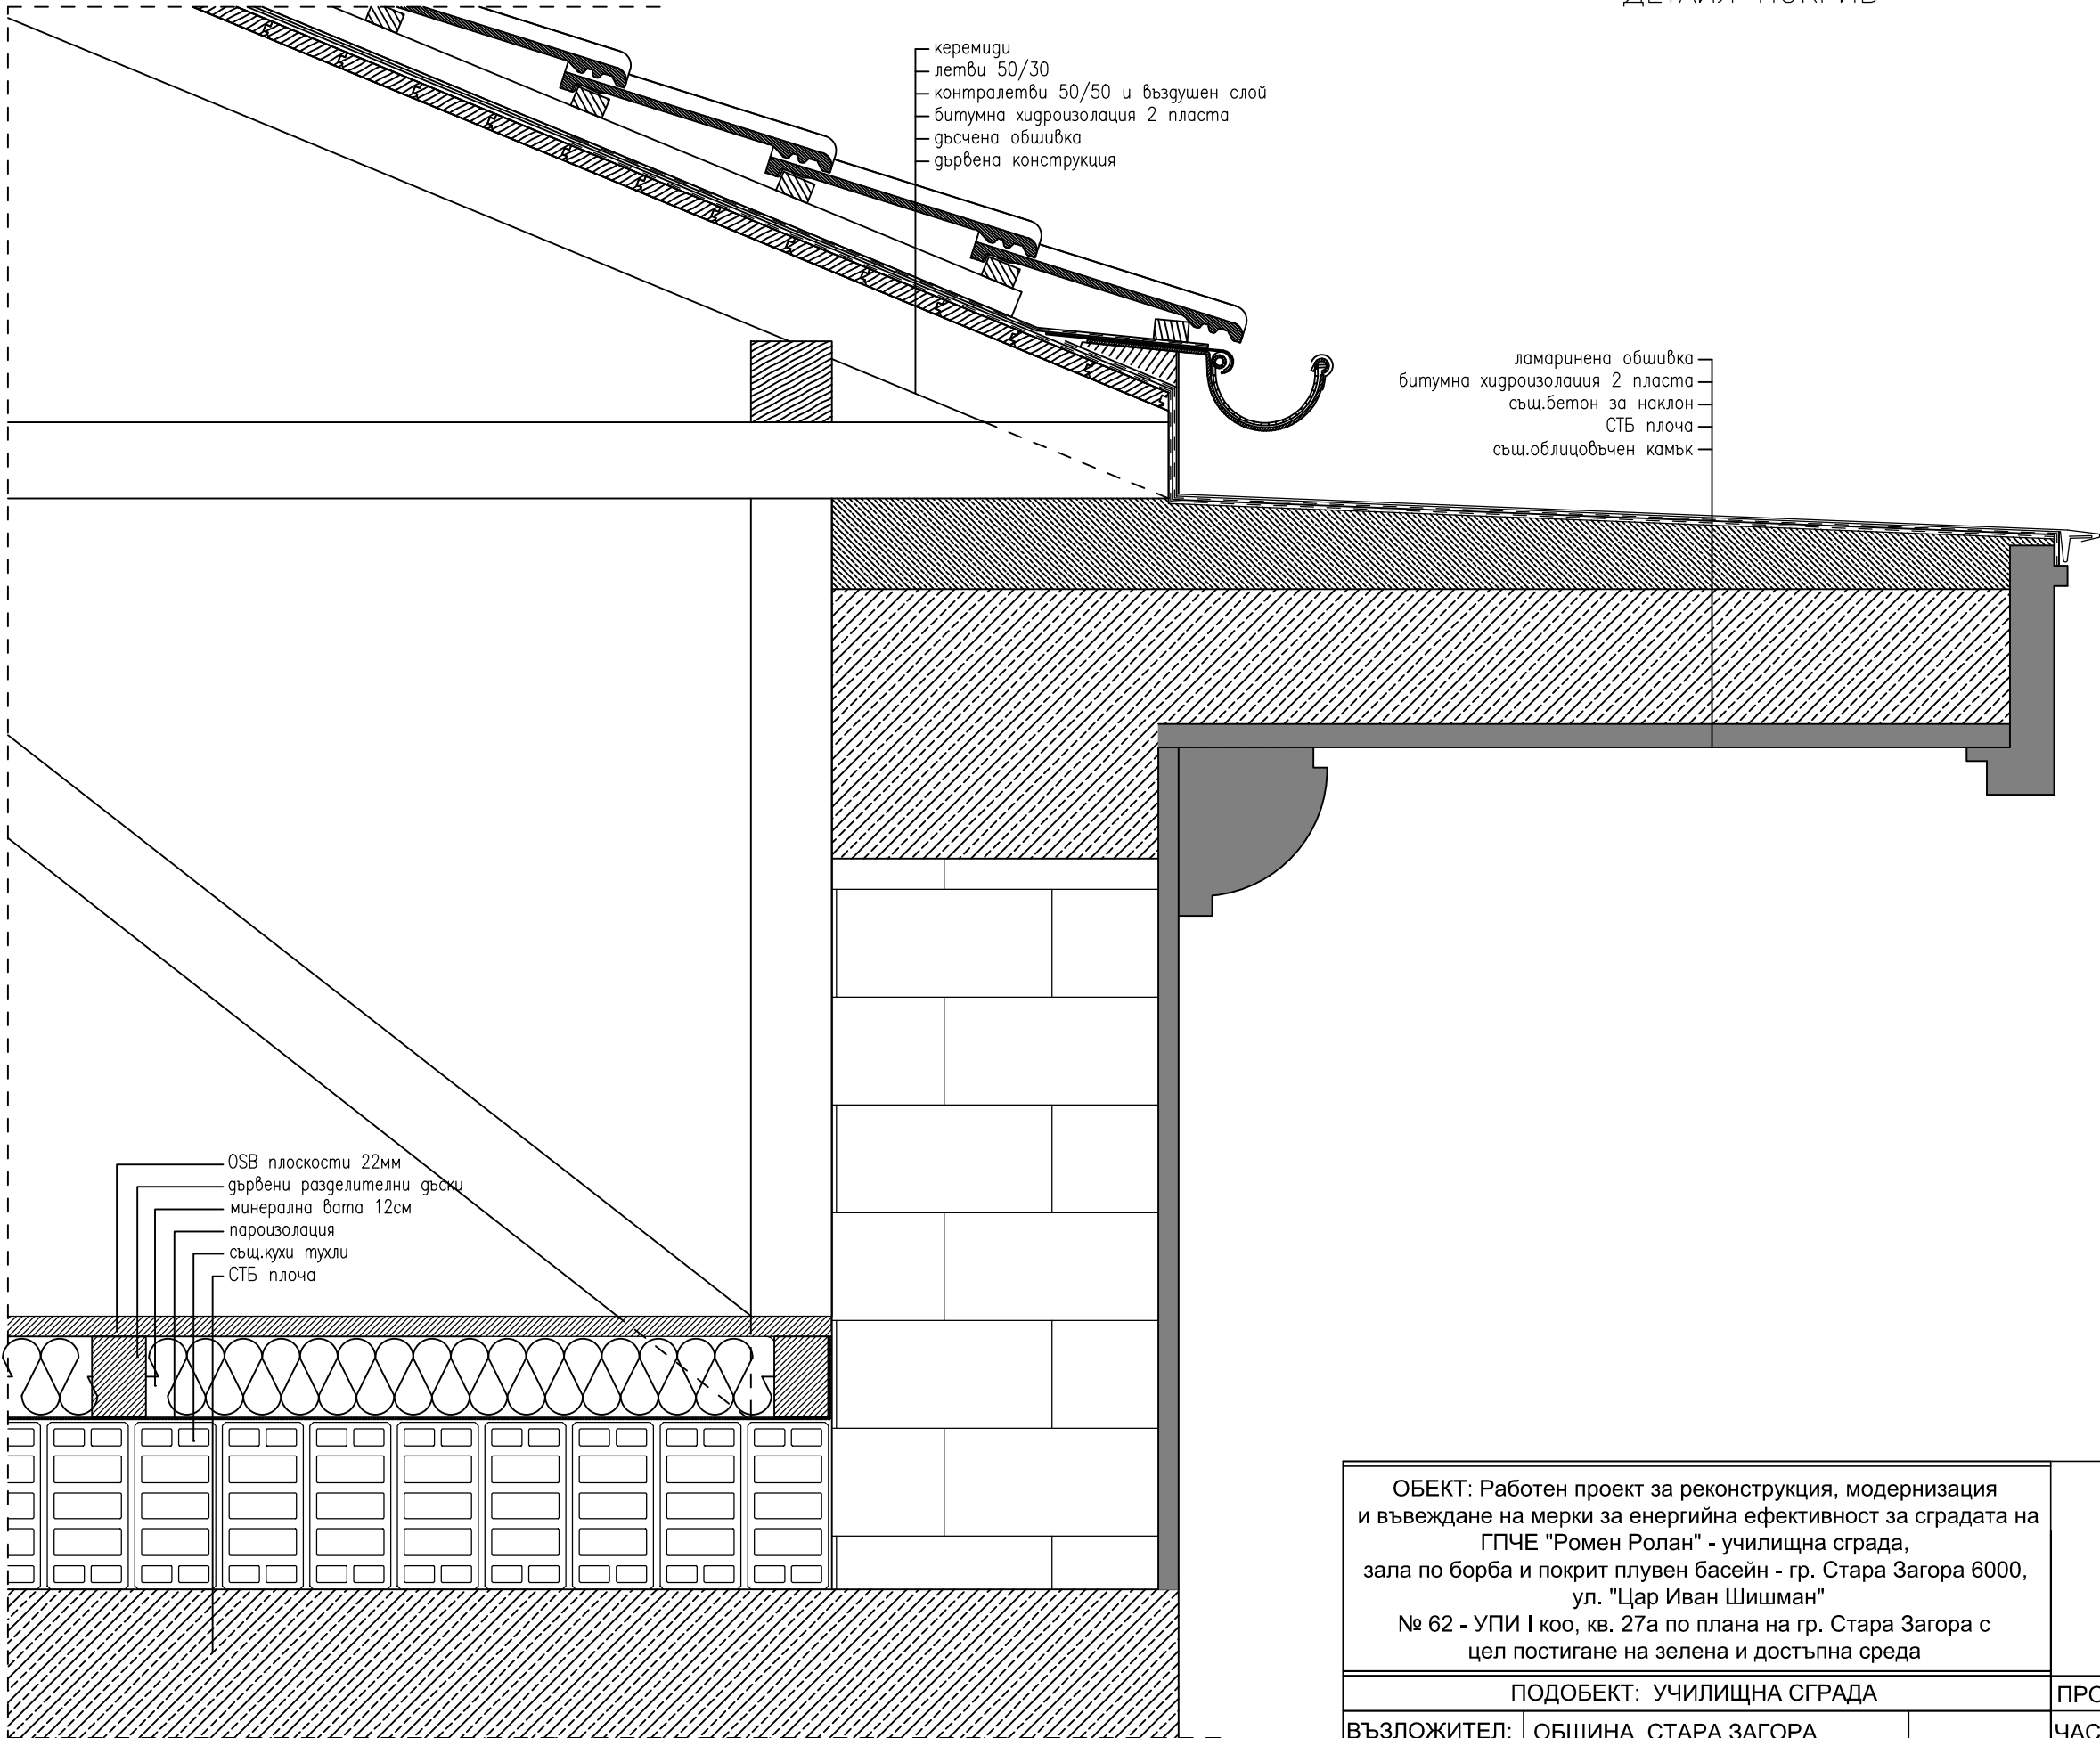 ДЕТАЙЛ ПОКРИВ
керемиди
летви 50/30
контралетви 50/50 и въздушен слой
битумна хидроизолация 2 пласта
дъсчена обшивка
дървена конструкция
ламаринена обшивка
битумна хидроизолация 2 пласта
същ.бетон за наклон
СТБ плоча
същ.облицовъчен камък
OSB плоскости 22мм
дървени разделителни дъски
минерална вата 12см
пароизолация
същ.кухи тухли
СТБ плоча
ОБЕКТ: Работен проект за реконструкция, модернизация
и въвеждане на мерки за енергийна ефективност за сградата на
ГПЧЕ "Ромен Ролан" - училищна сграда,
зала по борба и покрит плувен басейн - гр. Стара Загора 6000,
ул. "Цар Иван Шишман"
№ 62 - УПИ I коо, кв. 27а по плана на гр. Стара Загора с
цел постигане на зелена и достъпна среда
ПОДОБЕКТ: УЧИЛИЩНА СГРАДА
ВЪЗЛОЖИТЕЛ: ОБЩИНА СТАРА ЗАГОРА